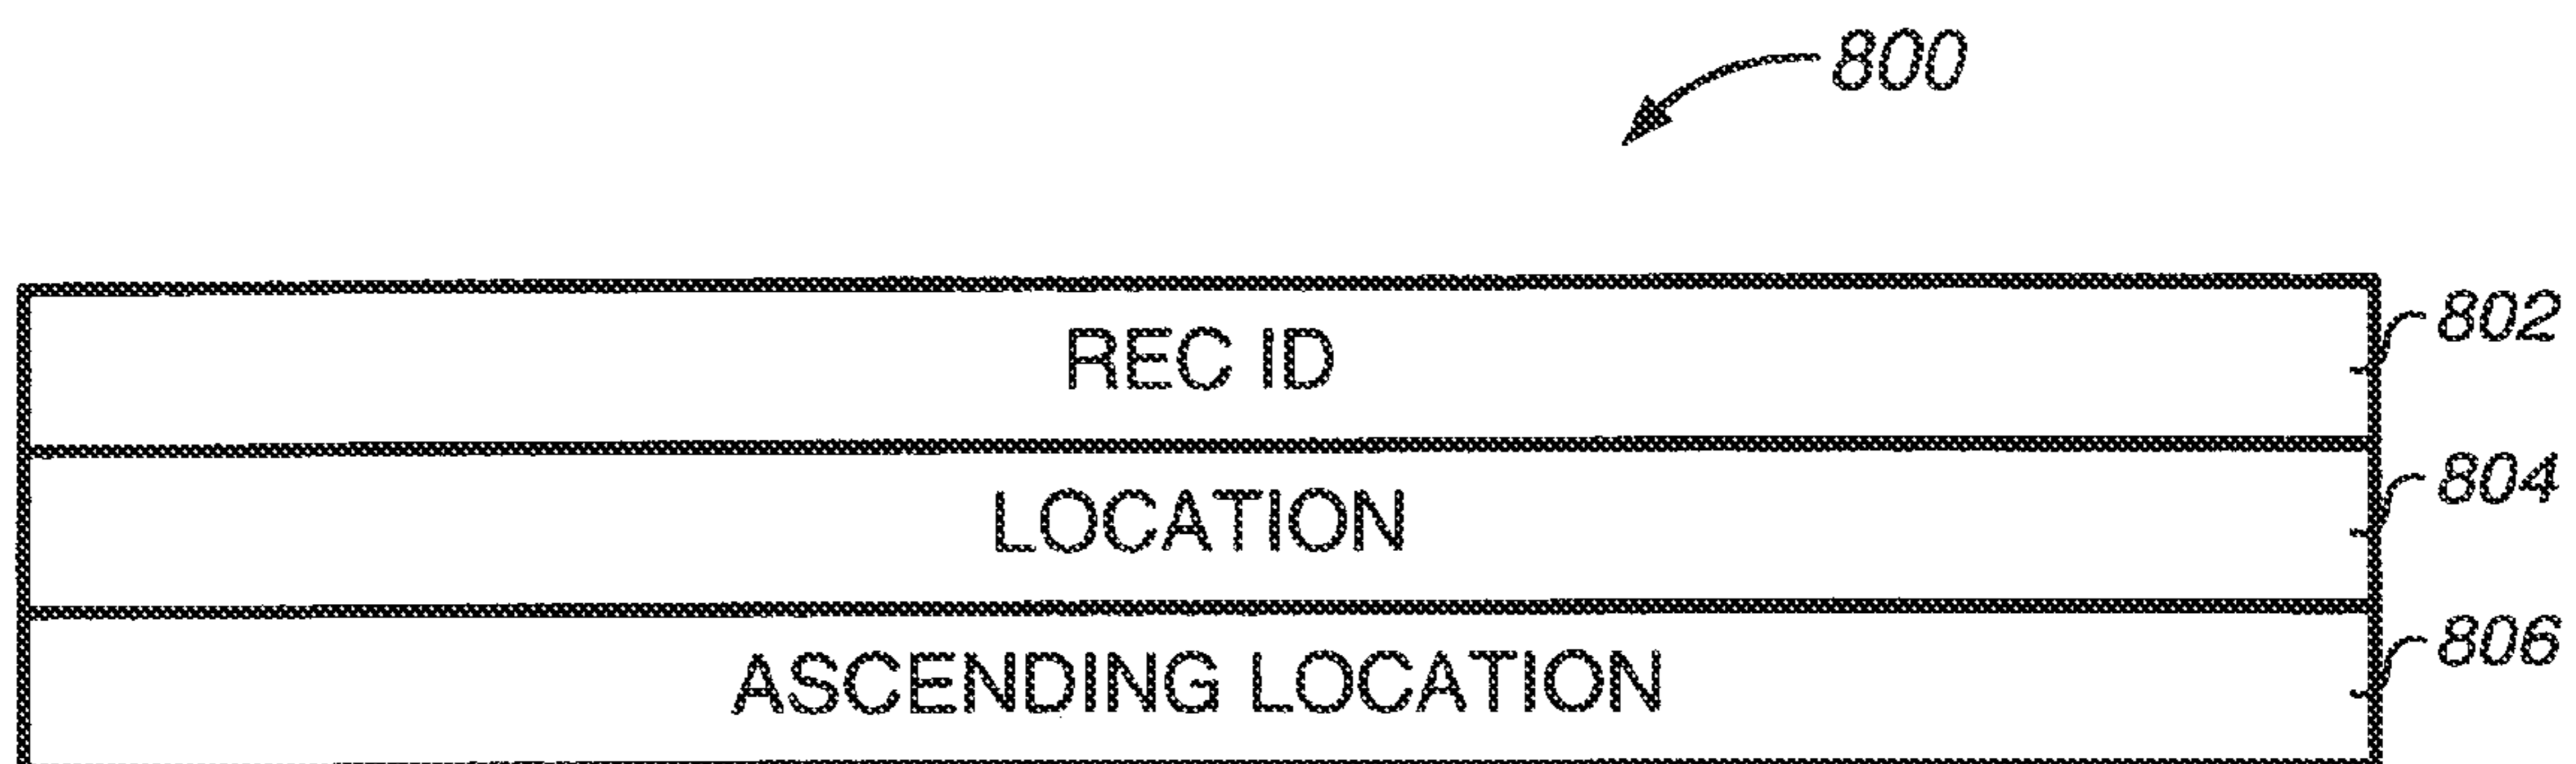 800
REC ID
802
LOCATION
804
ASCENDING LOCATION
806